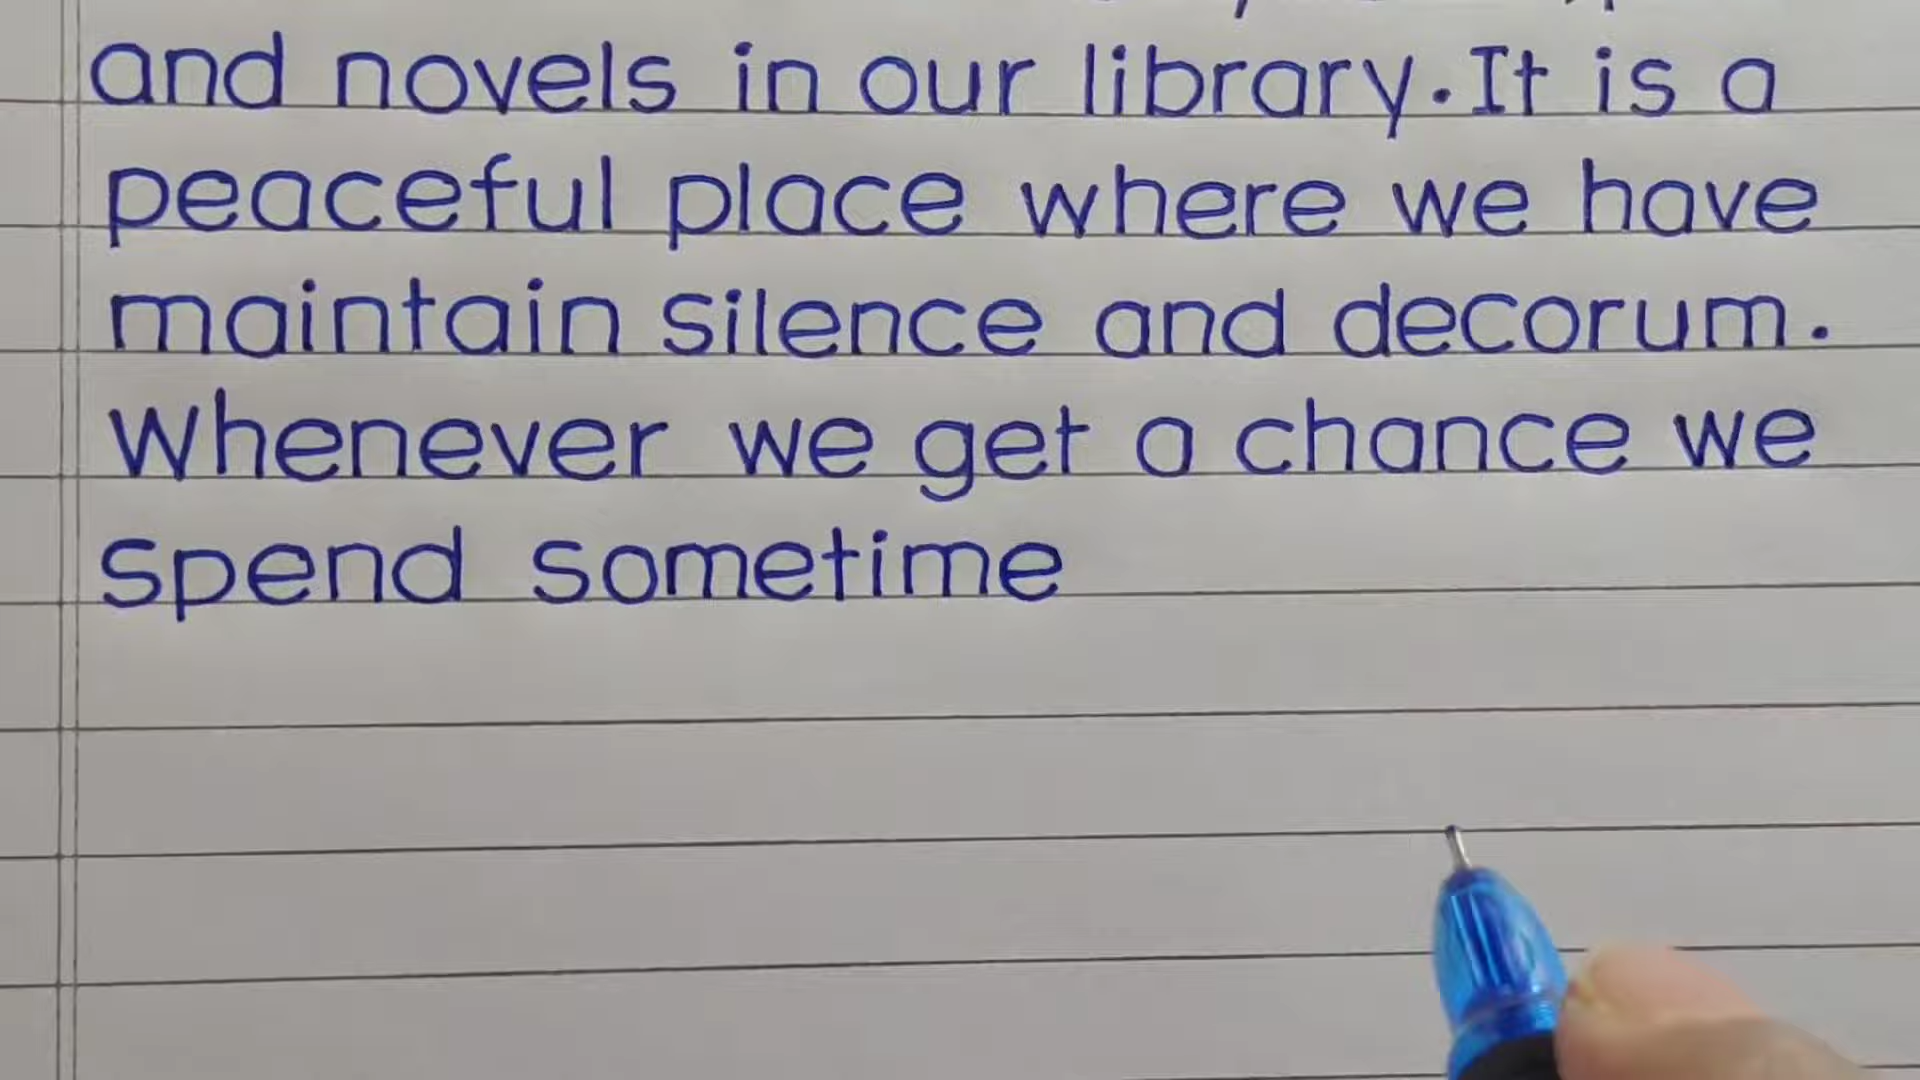 and novels in our library. It is a
peaceful place where we have
maintain silence and decorum.
Whenever we get a chance we
spend sometime